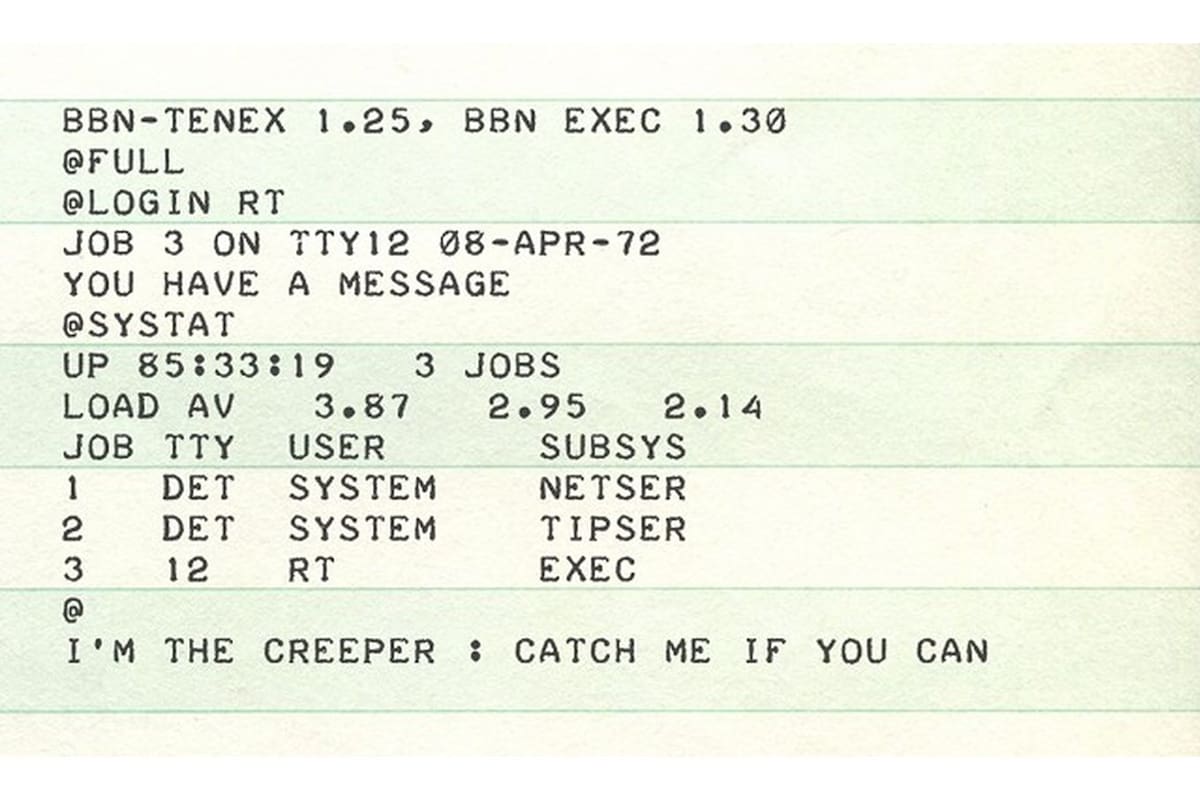 BBN-TENEX 1.25, BBN EXEC 1.30
@FULL
@LOGIN RT
JOB 3 ON TTY12 08-APR-72
YOU HAVE A MESSAGE
@SYSTAT
UP 85:33:19   3 JOBS
LOAD AV   3.87   2.95   2.14
JOB TTY  USER      SUBSYS
1   DET  SYSTEM    NETSER
2   DET  SYSTEM    TIPSER
3   12   RT        EXEC
@
I'M THE CREEPER : CATCH ME IF YOU CAN